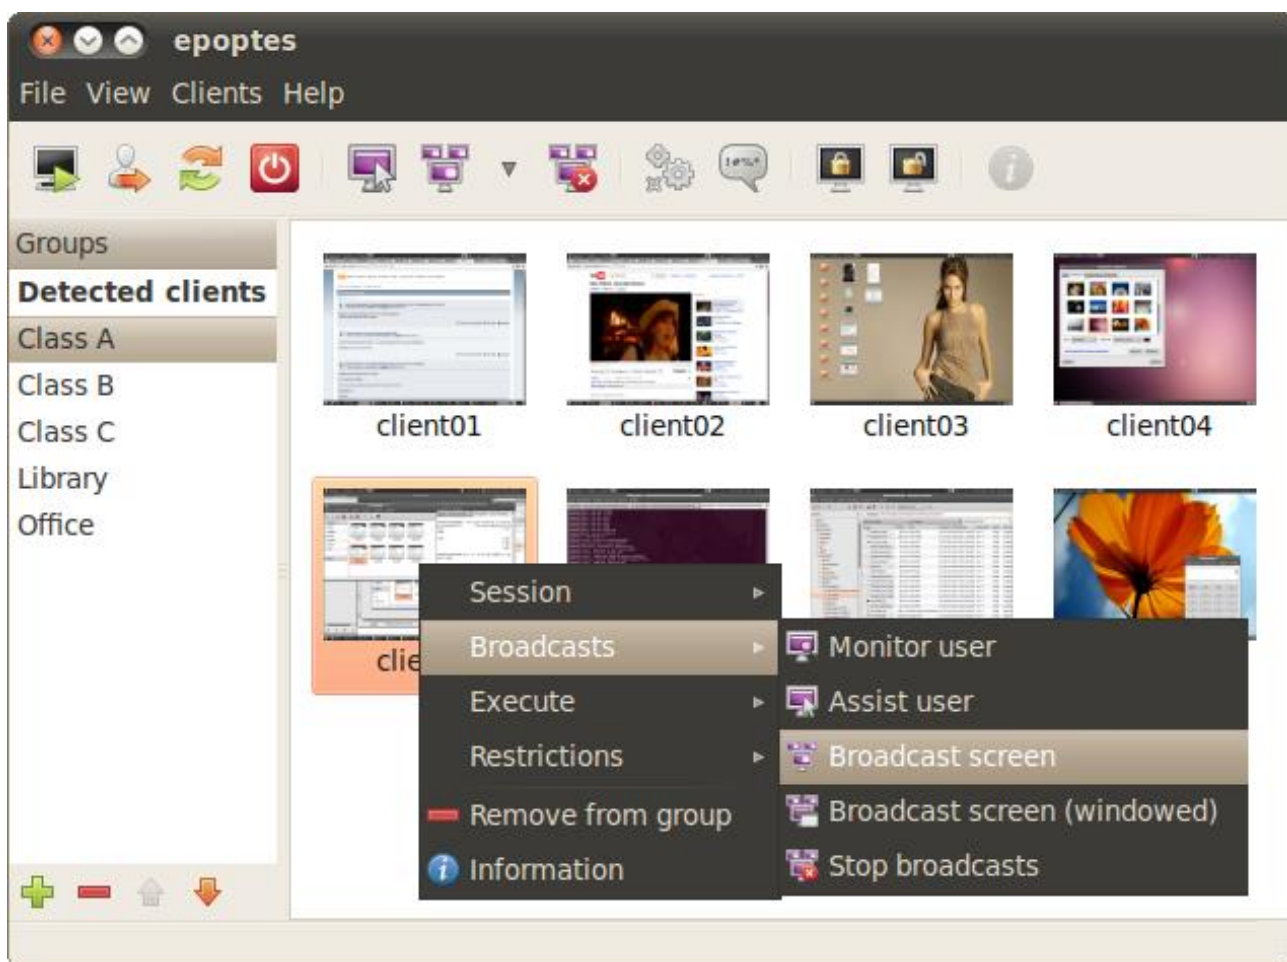 epoptes
File View Clients Help
!#%*
Groups
Detected clients
Class A
Class B
Class C
Library
Office
client01 client02 client03 client04
clie
Session
Broadcasts
Execute
Restrictions
Remove from group
Information
Monitor user
Assist user
Broadcast screen
Broadcast screen (windowed)
Stop broadcasts